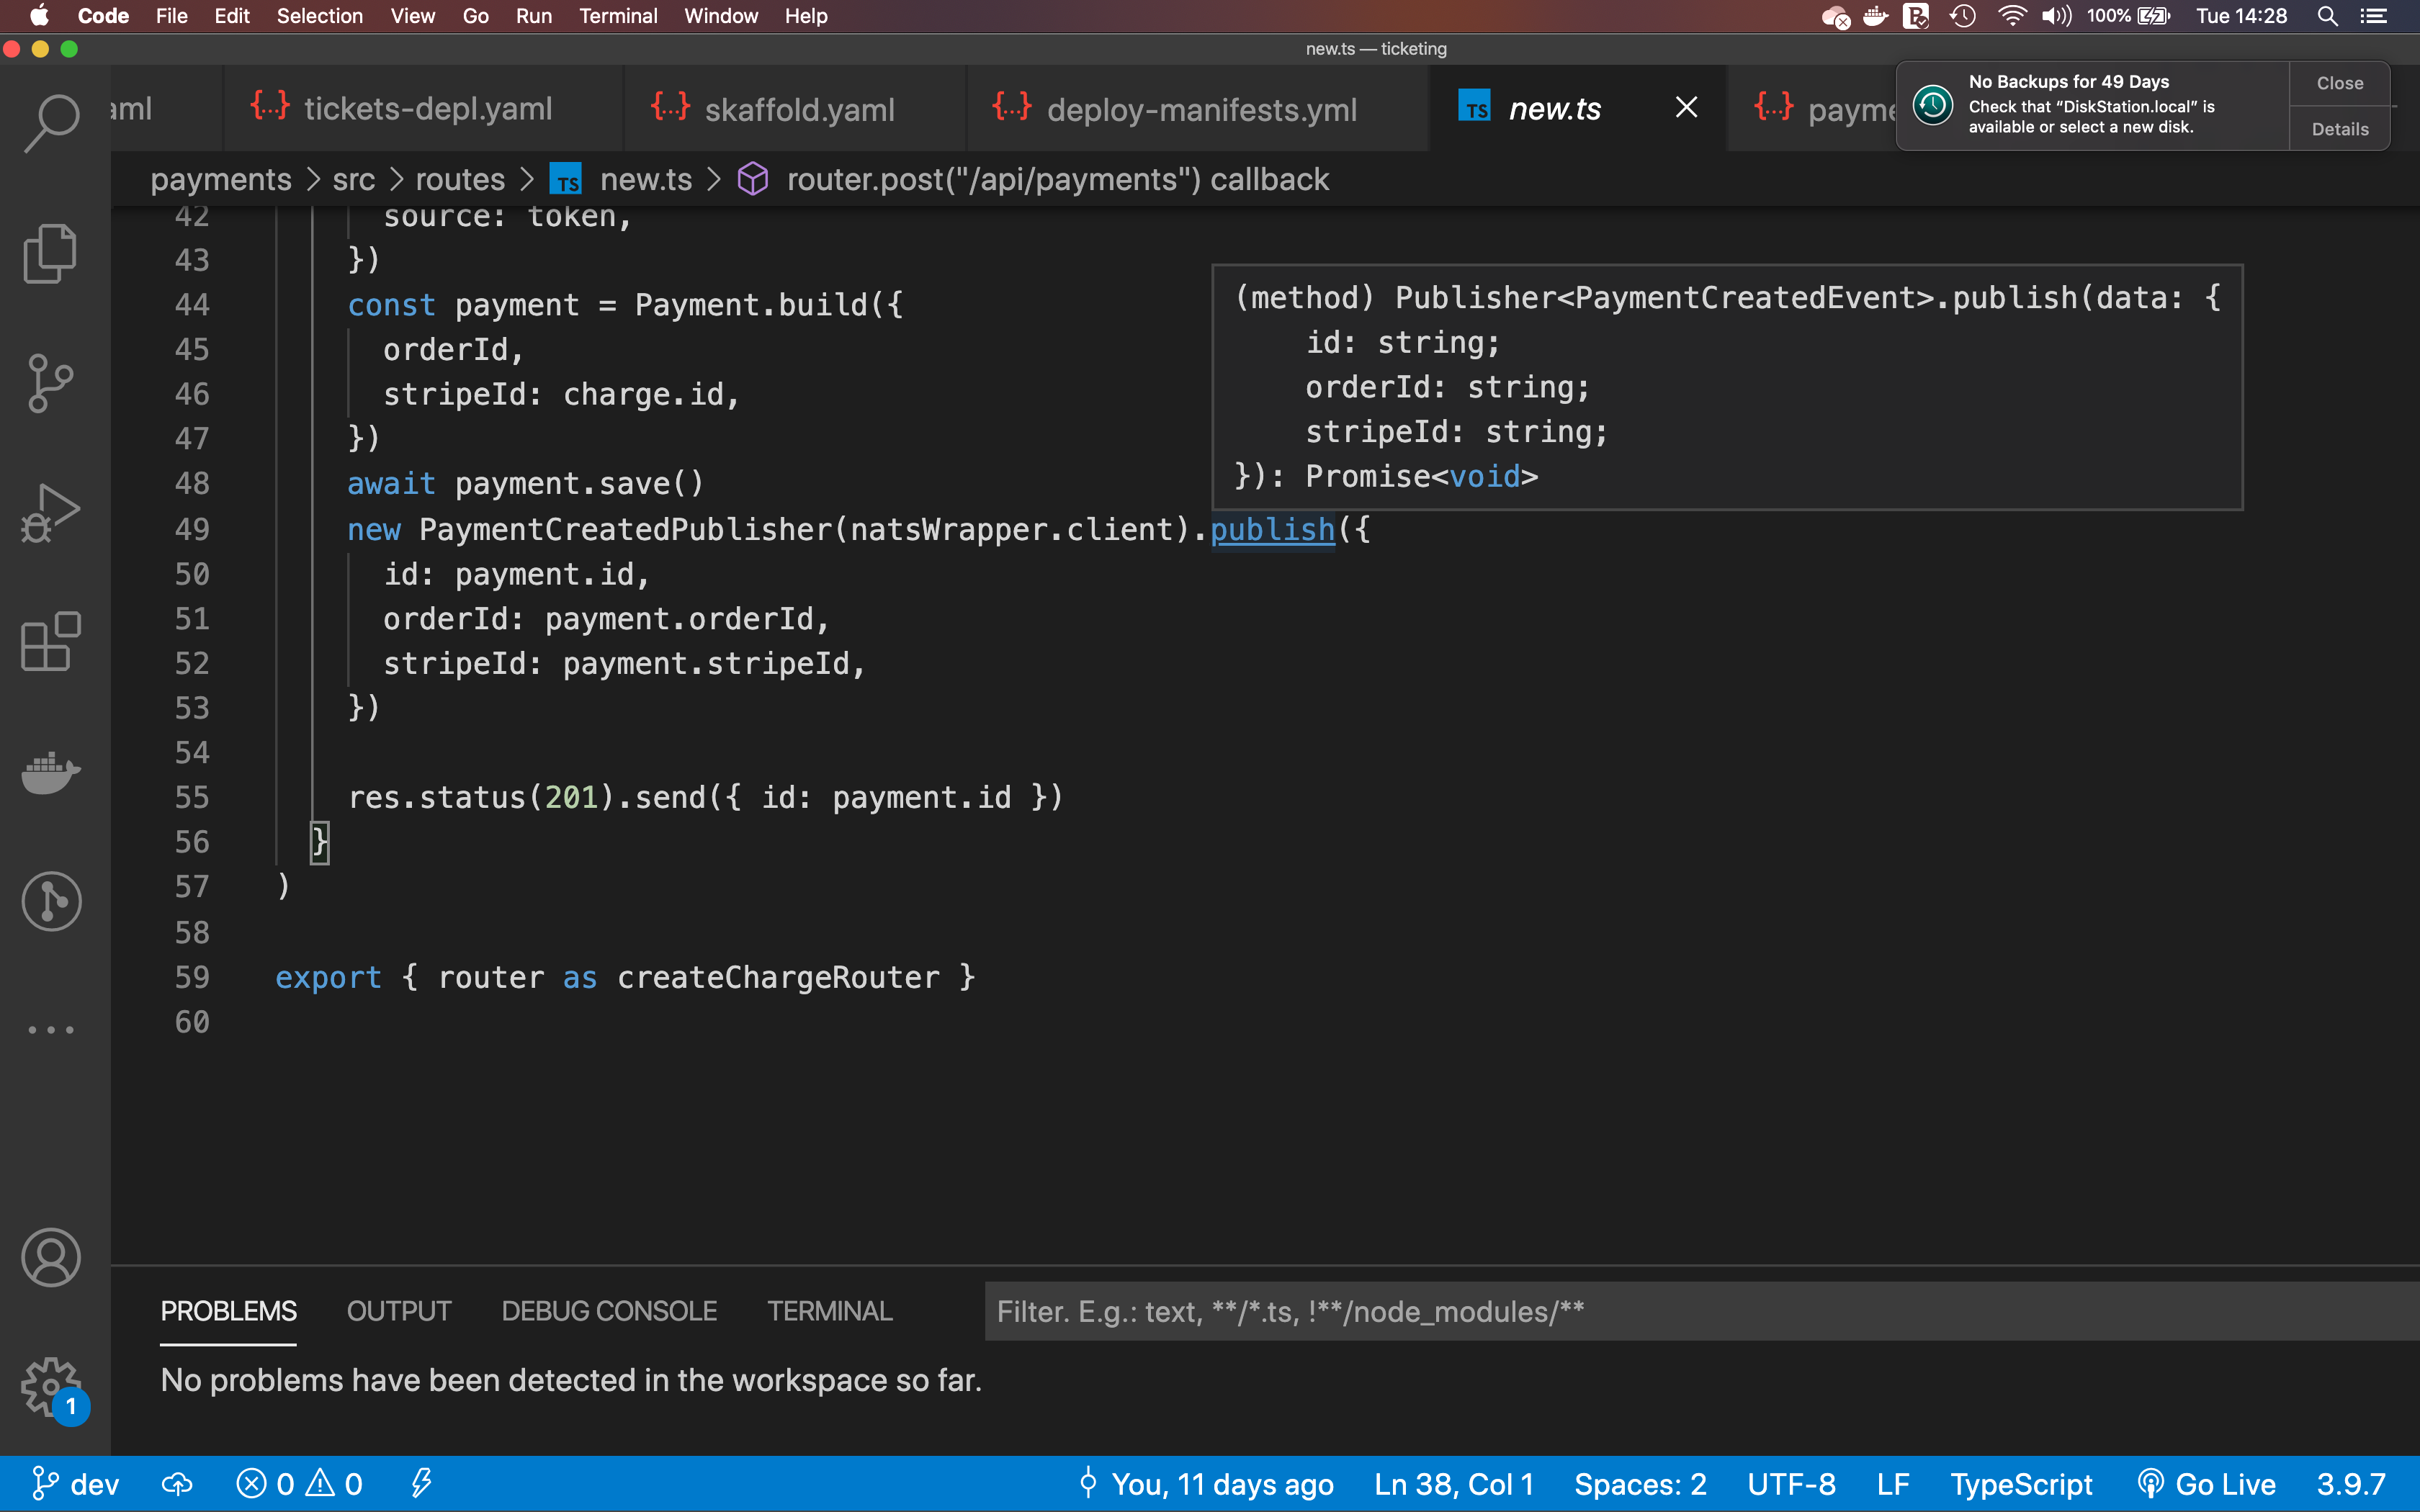 Code File Edit Selection View Go Run Terminal Window Help 100% Tue 14:28
new.ts — ticketing
aml {..} tickets-depl.yaml {..} skaffold.yaml {..} deploy-manifests.yml TS new.ts {..} payme
No Backups for 49 Days
Check that “DiskStation.local” is
available or select a new disk.
Close
Details
payments > src > routes > TS new.ts > router.post("/api/payments") callback
42 source: token,
43 })
44 const payment = Payment.build({
45 orderId,
46 stripeId: charge.id,
47 })
48 await payment.save()
49 new PaymentCreatedPublisher(natsWrapper.client).publish({
50 id: payment.id,
51 orderId: payment.orderId,
52 stripeId: payment.stripeId,
53 })
54
55 res.status(201).send({ id: payment.id })
56 }
57 )
58
59 export { router as createChargeRouter }
60
(method) Publisher<PaymentCreatedEvent>.publish(data: {
id: string;
orderId: string;
stripeId: string;
}): Promise<void>
PROBLEMS OUTPUT DEBUG CONSOLE TERMINAL Filter. E.g.: text, **/*.ts, !**/node_modules/**
No problems have been detected in the workspace so far.
1
dev 0 0 You, 11 days ago Ln 38, Col 1 Spaces: 2 UTF-8 LF TypeScript Go Live 3.9.7